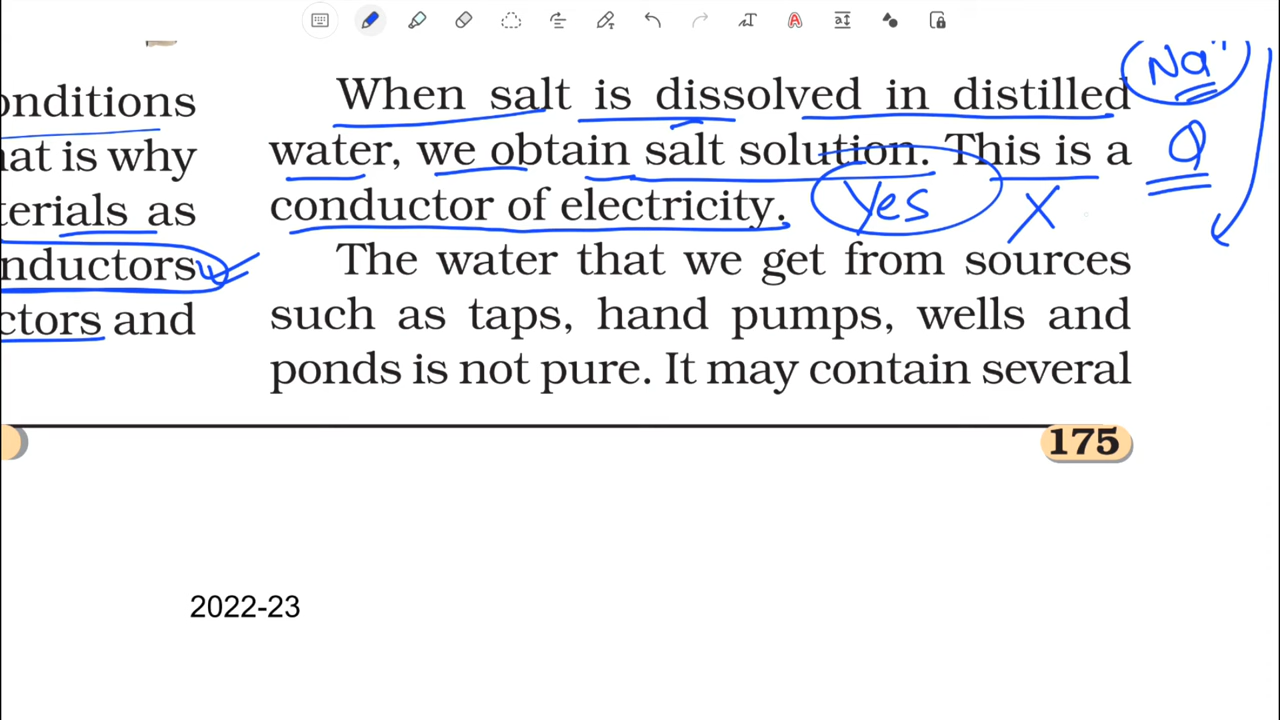 onditions
hat is why
terials as
nductors
ctors and
When salt is dissolved in distilled
water, we obtain salt solution. This is a
conductor of electricity. Yes X
The water that we get from sources
such as taps, hand pumps, wells and
ponds is not pure. It may contain several
Na+
Q
175
2022-23